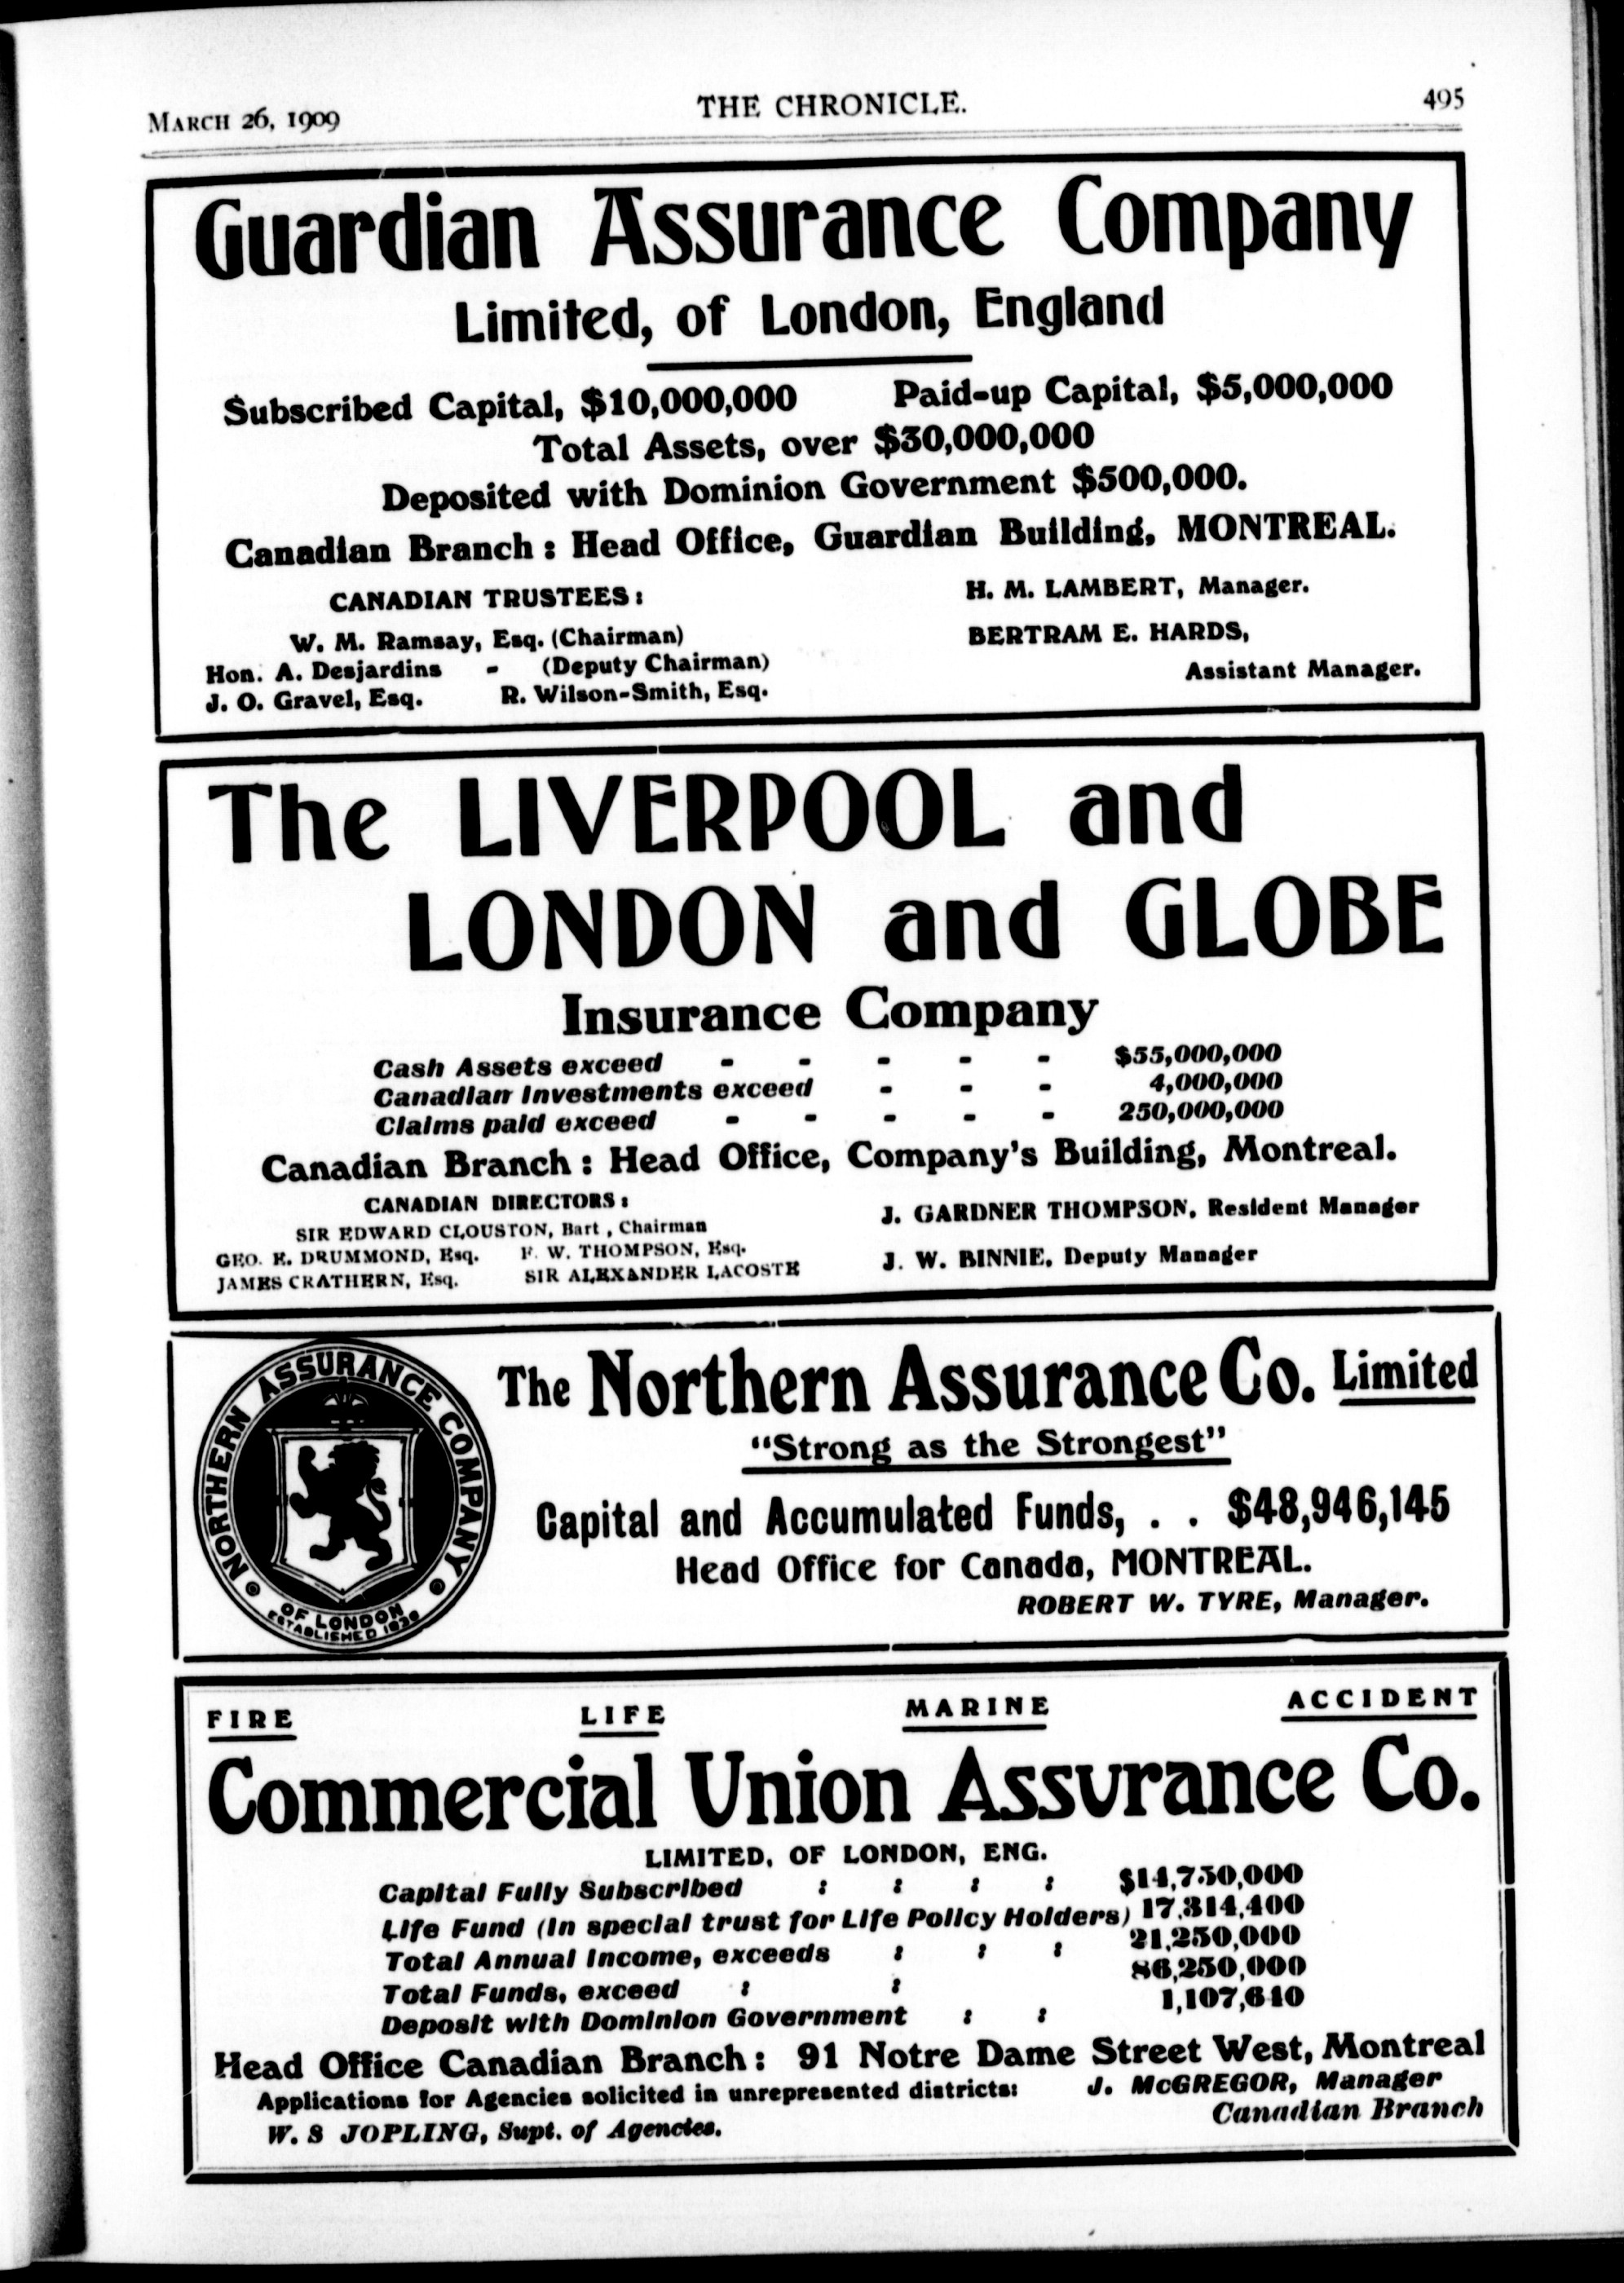 MARCH 26, 1909
THE CHRONICLE.
495
Guardian Assurance Company
Limited, of London, England
Subscribed Capital, $10,000,000 Paid-up Capital, $5,000,000
Total Assets, over $30,000,000
Deposited with Dominion Government $500,000.
Canadian Branch : Head Office, Guardian Building, MONTREAL.
CANADIAN TRUSTEES :
W. M. Ramsay, Esq. (Chairman)
Hon. A. Desjardins - (Deputy Chairman)
J. O. Gravel, Esq. R. Wilson-Smith, Esq.
H. M. LAMBERT, Manager.
BERTRAM E. HARDS,
Assistant Manager.
The LIVERPOOL and
LONDON and GLOBE
Insurance Company
Cash Assets exceed - - - - - $55,000,000
Canadian Investments exceed - - - 4,000,000
Claims paid exceed - - - - - 250,000,000
Canadian Branch : Head Office, Company's Building, Montreal.
CANADIAN DIRECTORS :
SIR EDWARD CLOUSTON, Bart , Chairman
GEO. E. DRUMMOND, Esq. F. W. THOMPSON, Esq.
JAMES CRATHERN, Esq. SIR ALEXANDER LACOSTE
J. GARDNER THOMPSON, Resident Manager
J. W. BINNIE, Deputy Manager
NORTHERN ASSURANCE COMPANY
OF LONDON
ESTABLISHED 1836
The Northern Assurance Co. Limited
"Strong as the Strongest"
Capital and Accumulated Funds, . . $48,946,145
Head Office for Canada, MONTREAL.
ROBERT W. TYRE, Manager.
FIRE LIFE MARINE ACCIDENT
Commercial Union Assurance Co.
LIMITED, OF LONDON, ENG.
Capital Fully Subscribed : : : : $14,750,000
Life Fund (In special trust for Life Policy Holders) 17,314,400
Total Annual Income, exceeds : : : 21,250,000
Total Funds, exceed : : 86,250,000
Deposit with Dominion Government : : 1,107,640
Head Office Canadian Branch : 91 Notre Dame Street West, Montreal
Applications for Agencies solicited in unrepresented districts:
W. S JOPLING, Supt. of Agencies.
J. McGREGOR, Manager
Canadian Branch